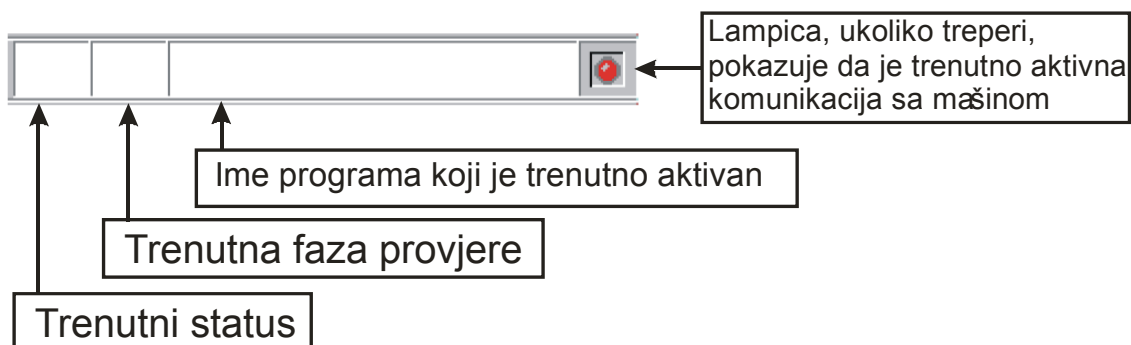 Lampica, ukoliko treperi,
pokazuje da je trenutno aktivna
komunikacija sa mašinom
Ime programa koji je trenutno aktivan
Trenutna faza provjere
Trenutni status